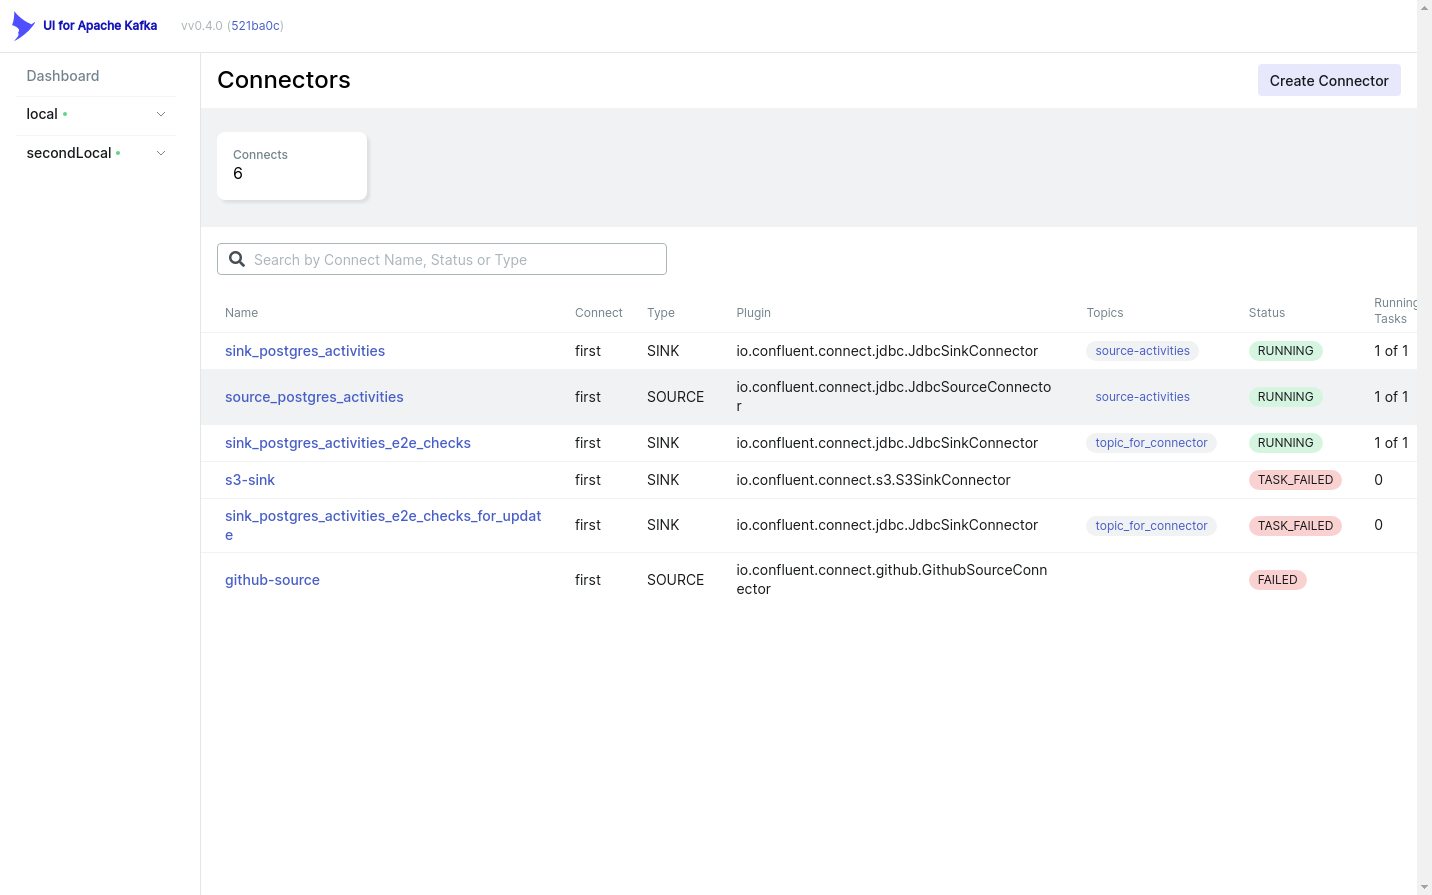 UI for Apache Kafka vv0.4.0 (521ba0c)
Dashboard
local
secondLocal
Connectors
Create Connector
Connects
6
Search by Connect Name, Status or Type
Name Connect Type Plugin Topics Status Running
Tasks
sink_postgres_activities first SINK io.confluent.connect.jdbc.JdbcSinkConnector source-activities RUNNING 1 of 1
source_postgres_activities first SOURCE io.confluent.connect.jdbc.JdbcSourceConnecto
r source-activities RUNNING 1 of 1
sink_postgres_activities_e2e_checks first SINK io.confluent.connect.jdbc.JdbcSinkConnector topic_for_connector RUNNING 1 of 1
s3-sink first SINK io.confluent.connect.s3.S3SinkConnector TASK_FAILED 0
sink_postgres_activities_e2e_checks_for_updat
e first SINK io.confluent.connect.jdbc.JdbcSinkConnector topic_for_connector TASK_FAILED 0
github-source first SOURCE io.confluent.connect.github.GithubSourceConn
ector FAILED